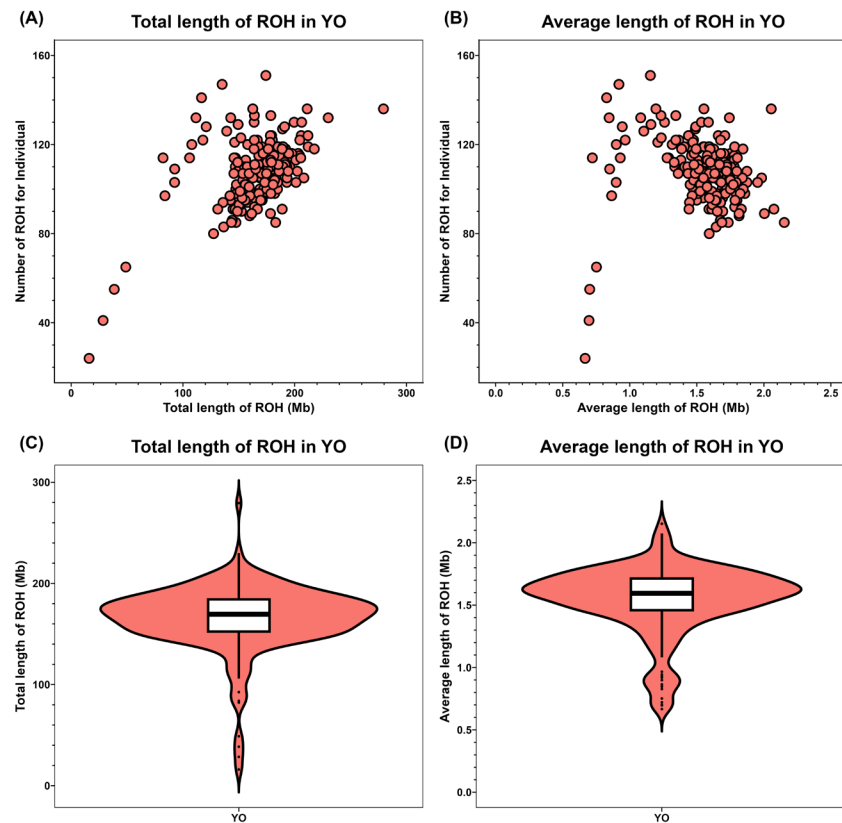 (A) Total length of ROH in YO
Number of ROH for Individual
160
120
80
40
0 100 200 300
Total length of ROH (Mb)
(B) Average length of ROH in YO
Number of ROH for Individual
160
120
80
40
0.0 0.5 1.0 1.5 2.0 2.5
Average length of ROH (Mb)
(C) Total length of ROH in YO
Total length of ROH (Mb)
300
200
100
0
YO
(D) Average length of ROH in YO
Average length of ROH (Mb)
2.5
2.0
1.5
1.0
0.5
0.0
YO